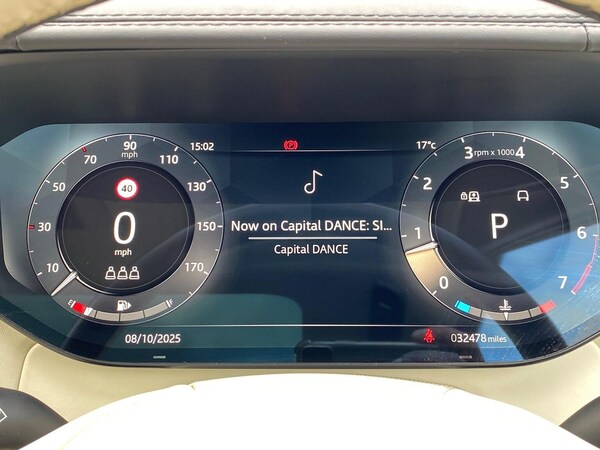 15:02
17°c
90
mph
70
110
50
130
30
150
10
170
40
0
mph
E
F
Now on Capital DANCE: SI...
Capital DANCE
3 rpm x 1000 4
2
5
1
6
0
7
P
08/10/2025
032478 miles